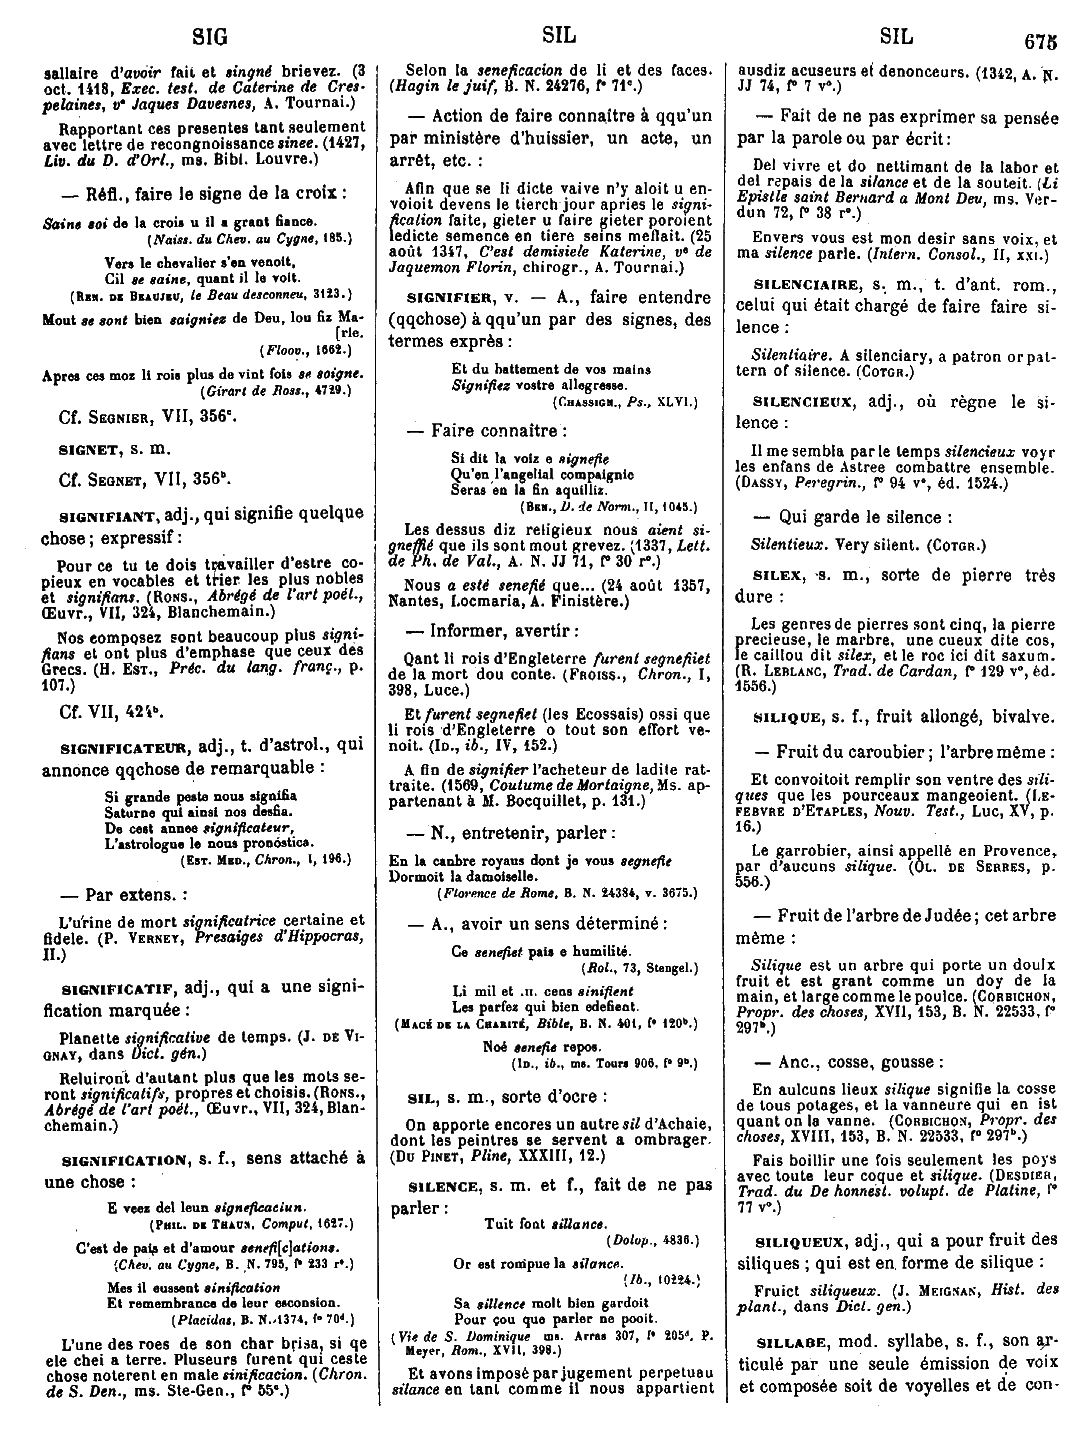 SIG
SIL
SIL
675
sallaire d'avoir fait et singné brievez. (3
oct. 1418, Exec. test. de Caterine de Cres-
pelaines, vᵉ Jaques Davesnes, A. Tournai.)
Rapportant ces presentes tant seulement
avec lettre de recongnoissance sinee. (1427,
Liv. du D. d'Orl., ms. Bibl. Louvre.)
— Réfl., faire le signe de la croix :
Saine soi de la crois u il a grant fiance.
(Naiss. du Chev. au Cygne, 185.)
Vers le chevalier s'en venoit,
Cil se saine, quant il le voit.
(REN. DE BEAUJEU, le Beau desconneu, 3123.)
Mout se sont bien saigniez de Deu, lou fiz Ma-
[rie.
(Floov., 1662.)
Apres ces moz li rois plus de vint fois se soigne.
(Girart de Ross., 4729.)
Cf. SEGNIER, VII, 356ᶜ.
SIGNET, s. m.
Cf. SEGNET, VII, 356ᵇ.
SIGNIFIANT, adj., qui signifie quelque
chose ; expressif :
Pour ce tu te dois travailler d'estre co-
pieux en vocables et trier les plus nobles
et signifians. (RONS., Abrégé de l'art poét.,
Œuvr., VII, 324, Blanchemain.)
Nos composez sont beaucoup plus signi-
fians et ont plus d'emphase que ceux des
Grecs. (H. EST., Préc. du lang. franç., p.
107.)
Cf. VII, 424ᵇ.
SIGNIFICATEUR, adj., t. d'astrol., qui
annonce qqchose de remarquable :
Si grande peste nous signifia
Saturne qui ainsi nos desfia.
De cest annee significateur,
L'astrologue le nous pronostica.
(EST. MED., Chron., I, 196.)
— Par extens. :
L'urine de mort significatrice certaine et
fidele. (P. VERNEY, Presaiges d'Hippocras,
II.)
SIGNIFICATIF, adj., qui a une signi-
fication marquée :
Planette significative de temps. (J. DE VI-
GNAY, dans Dict. gén.)
Reluiront d'autant plus que les mots se-
ront significatifs, propres et choisis. (RONS.,
Abrégé de l'art poét., Œuvr., VII, 324, Blan-
chemain.)
SIGNIFICATION, s. f., sens attaché à
une chose :
E veez del leun signeficaciun.
(PHIL. DE THAUN, Comput, 1627.)
C'est de pais et d'amour senefi[c]ations.
(Chev. au Cygne, B. N. 795, fᵒ 233 rᵒ.)
Mes il eussent sinification
Et remembrance de leur esconsion.
(Placidas, B. N. 1374, fᵒ 70ᵈ.)
L'une des roes de son char brisa, si qe
ele chei a terre. Pluseurs furent qui ceste
chose noterent en male sinificacion. (Chron.
de S. Den., ms. Ste-Gen., fᵒ 55ᶜ.)
Selon la seneficacion de li et des faces.
(Hagin le juif, B. N. 24276, fᵒ 71ᶜ.)
— Action de faire connaître à qqu'un
par ministère d'huissier, un acte, un
arrêt, etc. :
Afin que se li dicte vaive n'y aloit u en-
voioit devens le tierch jour apries le signi-
fication faite, gieter u faire gieter poroient
ledicte semence en tiere seins meffait. (25
août 1347, C'est demisiele Katerine, vᵉ de
Jaquemon Florin, chirogr., A. Tournai.)
SIGNIFIER, v. — A., faire entendre
(qqchose) à qqu'un par des signes, des
termes exprès :
Et du battement de vos mains
Signifiez vostre allegresse.
(CHASSIGN., Ps., XLVI.)
— Faire connaître :
Si dit la voiz e signefie
Qu'en l'angelial compaignie
Seras en la fin aquilliz.
(BEN., D. de Norm., II, 1045.)
Les dessus diz religieux nous aient si-
gneffié que ils sont mout grevez. (1337, Lett.
de Ph. de Val., A. N. JJ 71, fᵒ 30 rᵒ.)
Nous a esté senefié que... (24 août 1357,
Nantes, Locmaria, A. Finistère.)
— Informer, avertir :
Qant li rois d'Engleterre furent segnefiiet
de la mort dou conte. (FROISS., Chron., I,
398, Luce.)
Et furent segnefiet (les Ecossais) ossi que
li rois d'Engleterre o tout son effort ve-
noit. (ID., ib., IV, 152.)
A fin de signifier l'acheteur de ladite rat-
traite. (1569, Coutume de Mortaigne, Ms. ap-
partenant à M. Bocquillet, p. 131.)
— N., entretenir, parler :
En la canbre royaus dont je vous segnefie
Dormoit la damoiselle.
(Florence de Rome, B. N. 24384, v. 3675.)
— A., avoir un sens déterminé :
Ce senefiet pais e humilité.
(Rol., 73, Stengel.)
Li mil et .II. cens sinifient
Les parfez qui bien edefient.
(MACÉ DE LA CHARITÉ, Bible, B. N. 401, fᵒ 120ᵇ.)
Noé senefie repos.
(ID., ib., ms. Tours 906, fᵒ 9ᵇ.)
SIL, s. m., sorte d'ocre :
On apporte encores un autre sil d'Achaie,
dont les peintres se servent a ombrager.
(DU PINET, Pline, XXXIII, 12.)
SILENCE, s. m. et f., fait de ne pas
parler :
Tuit font sillance.
(Dolop., 4836.)
Or est rompue la silance.
(Ib., 10224.)
Sa sillence molt bien gardoit
Pour çou que parler ne pooit.
(Vie de S. Dominique ms. Arras 307, fᵒ 205ᵈ, P.
Meyer, Rom., XVII, 398.)
Et avons imposé par jugement perpetuau
silance en tant comme il nous appartient
ausdiz acuseurs et denonceurs. (1342, A. N.
JJ 74, fᵒ 7 vᵒ.)
— Fait de ne pas exprimer sa pensée
par la parole ou par écrit :
Del vivre et do nettimant de la labor et
del repais de la silance et de la souteit. (Li
Epistle saint Bernard a Mont Deu, ms. Ver-
dun 72, fᵒ 38 rᵒ.)
Envers vous est mon desir sans voix, et
ma silence parle. (Intern. Consol., II, XXI.)
SILENCIAIRE, s. m., t. d'ant. rom.,
celui qui était chargé de faire faire si-
lence :
Silentiaire. A silenciary, a patron or pat-
tern of silence. (COTGR.)
SILENCIEUX, adj., où règne le si-
lence :
Il me sembla par le temps silencieux voyr
les enfans de Astree combattre ensemble.
(DASSY, Peregrin., fᵒ 94 vᵒ, éd. 1524.)
— Qui garde le silence :
Silentieux. Very silent. (COTGR.)
SILEX, s. m., sorte de pierre très
dure :
Les genres de pierres sont cinq, la pierre
precieuse, le marbre, une cueux dite cos,
le caillou dit silex, et le roc ici dit saxum.
(R. LEBLANC, Trad. de Cardan, fᵒ 129 vᵒ, éd.
1556.)
SILIQUE, s. f., fruit allongé, bivalve.
— Fruit du caroubier ; l'arbre même :
Et convoitoit remplir son ventre des sili-
ques que les pourceaux mangeoient. (LE-
FEBVRE D'ETAPLES, Nouv. Test., Luc, XV, p.
16.)
Le garrobier, ainsi appellé en Provence,
par d'aucuns silique. (OL. DE SERRES, p.
556.)
— Fruit de l'arbre de Judée ; cet arbre
même :
Silique est un arbre qui porte un doulx
fruit et est grant comme un doy de la
main, et large comme le poulce. (CORBICHON,
Propr. des choses, XVII, 153, B. N. 22533, fᵒ
297ᵇ.)
— Anc., cosse, gousse :
En aulcuns lieux silique signifie la cosse
de tous potages, et la vanneure qui en ist
quant on la vanne. (CORBICHON, Propr. des
choses, XVIII, 153, B. N. 22533, fᵒ 297ᵇ.)
Fais boillir une fois seulement les poys
avec toute leur coque et silique. (DESDIER,
Trad. du De honnest. volupt. de Platine, fᵒ
77 vᵒ.)
SILIQUEUX, adj., qui a pour fruit des
siliques ; qui est en forme de silique :
Fruict siliqueux. (J. MEIGNAN, Hist. des
plant., dans Dict. gen.)
SILLABE, mod. syllabe, s. f., son ar-
ticulé par une seule émission de voix
et composée soit de voyelles et de con-